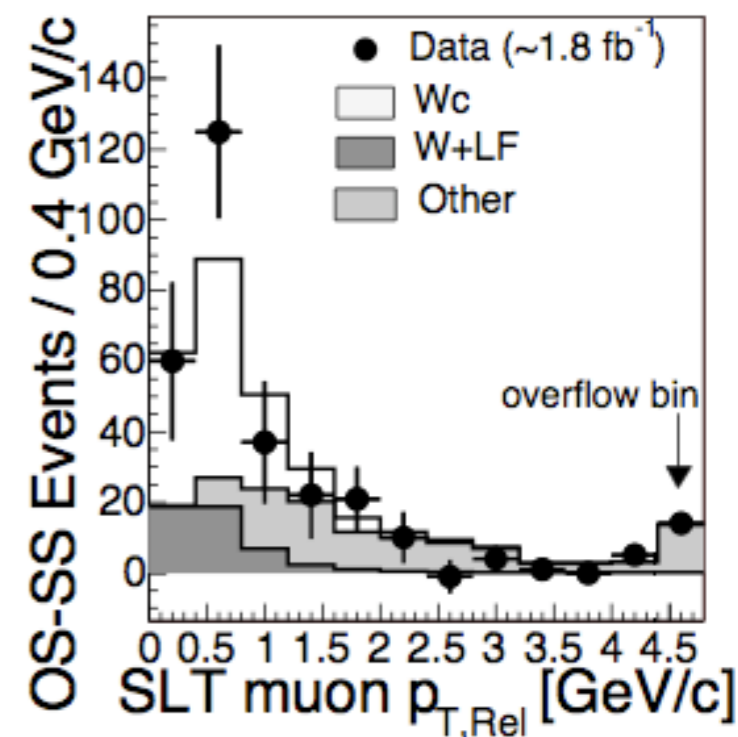 OS-SS Events / 0.4 GeV/c
140
120
100
80
60
40
20
0
Data (~1.8 fb⁻¹)
Wc
W+LF
Other
overflow bin
0 0.5 1 1.5 2 2.5 3 3.5 4 4.5
SLT muon p_T,Rel [GeV/c]